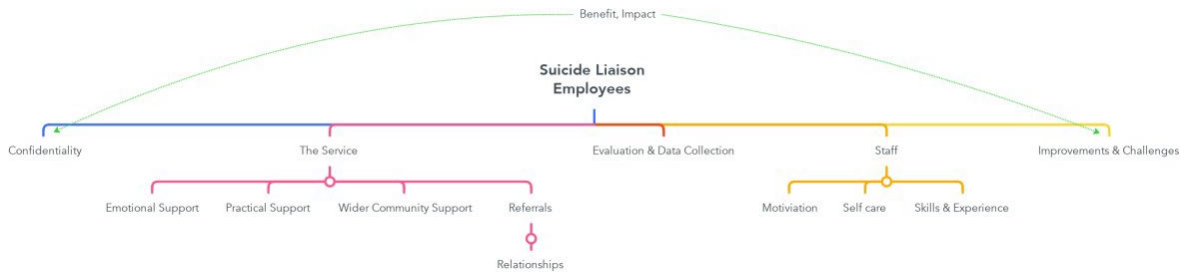 Benefit, Impact
Suicide Liaison
Employees
Confidentiality
The Service
Evaluation & Data Collection
Staff
Improvements & Challenges
Emotional Support
Practical Support
Wider Community Support
Referrals
Motiviation
Self care
Skills & Experience
Relationships